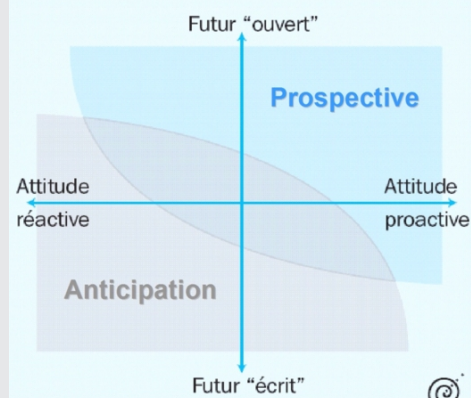 Futur “ouvert”
Prospective
Attitude
réactive
Attitude
proactive
Anticipation
Futur “écrit”